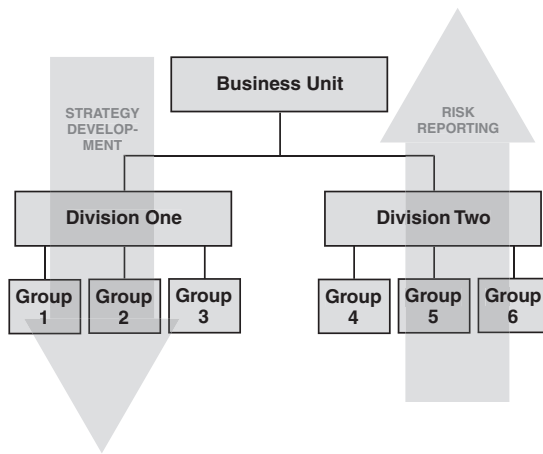 Business Unit
STRATEGY
DEVELOP-
MENT
RISK
REPORTING
Division One
Division Two
Group
1
Group
2
Group
3
Group
4
Group
5
Group
6